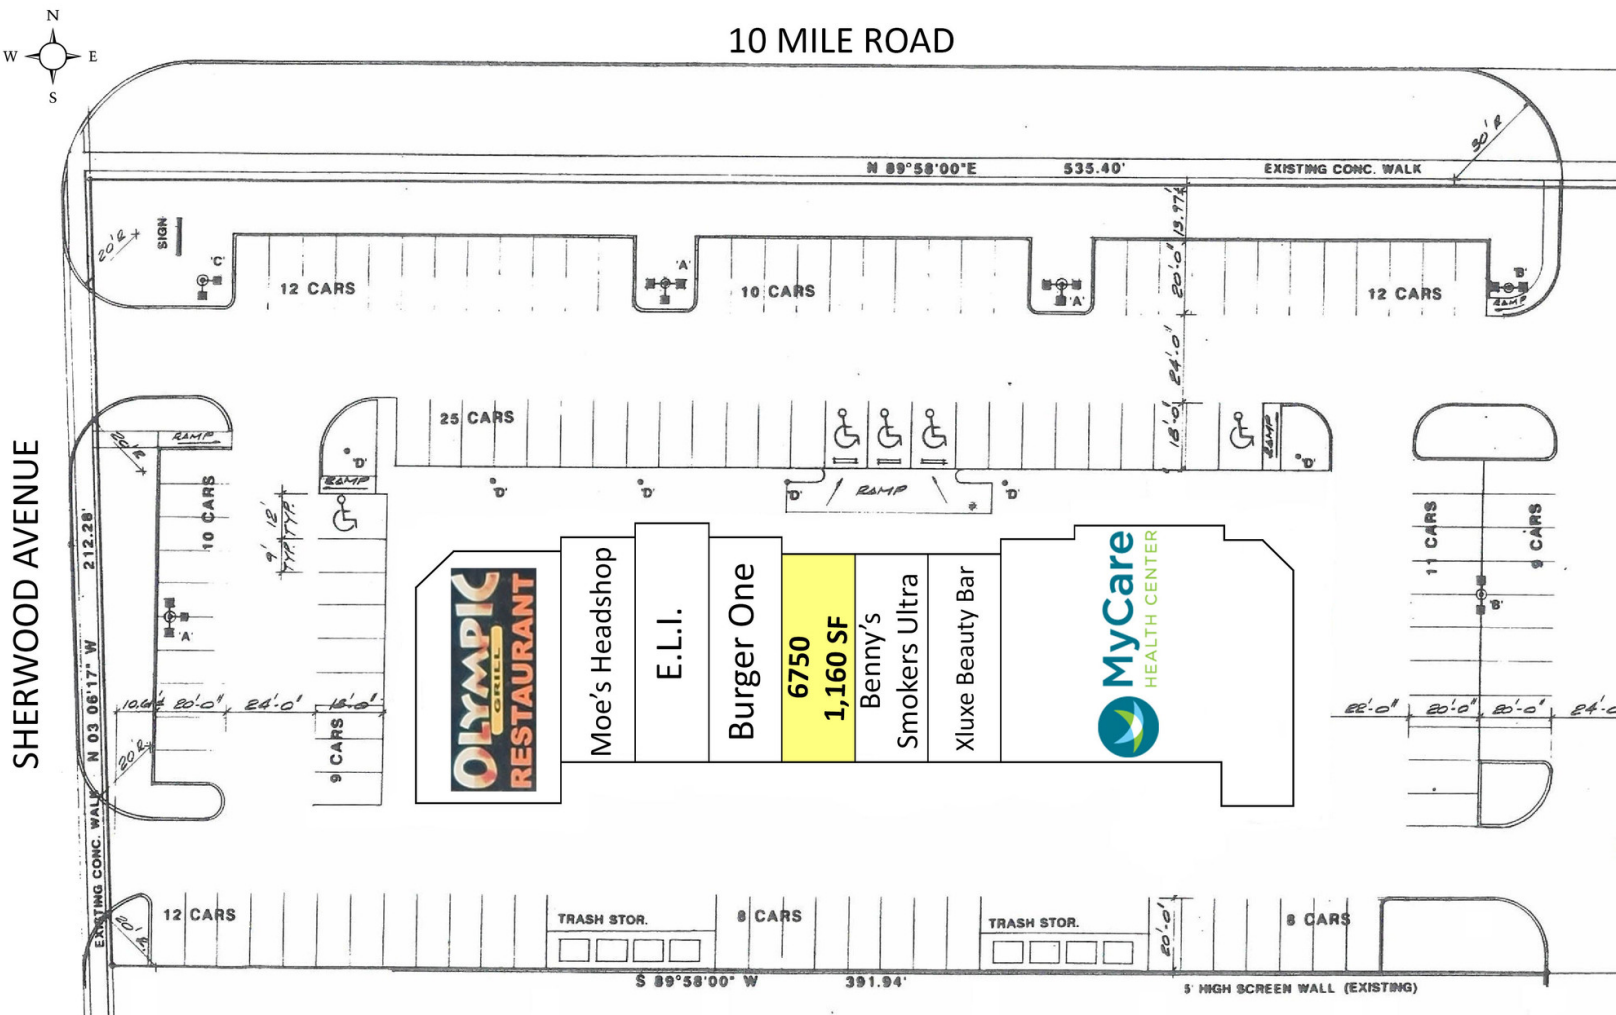 10 MILE ROAD
N
W E
S
N 89°58'00"E 535.40' EXISTING CONC. WALK
30' R
20' R
SIGN
'C'
12 CARS
'A'
10 CARS
'A'
12 CARS
'B'
RAMP
20'-0" 13.97'±
24'-0"
18'-0"
25 CARS
RAMP
20' R
'D'
RAMP
'D'
'D'
'D'
RAMP
'D'
RAMP
'D'
SHERWOOD AVENUE
N 03 06'17" W 212.28'
EXISTING CONC. WALK
10 CARS
9' 12'
TYP. TYP.
'A'
20'-0" 24'-0" 18'-0"
20' R
9 CARS
OLYMPIC
GRILL
RESTAURANT
Moe's Headshop
E.L.I.
Burger One
6750
1,160 SF
Benny's
Smokers Ultra
Xluxe Beauty Bar
MyCare
HEALTH CENTER
11 CARS
9 CARS
'B'
22'-0" 20'-0" 20'-0" 24'-0
12 CARS
20' R
TRASH STOR.
8 CARS
TRASH STOR.
20'-0"
8 CARS
S 89°58'00" W 391.94'
5' HIGH SCREEN WALL (EXISTING)